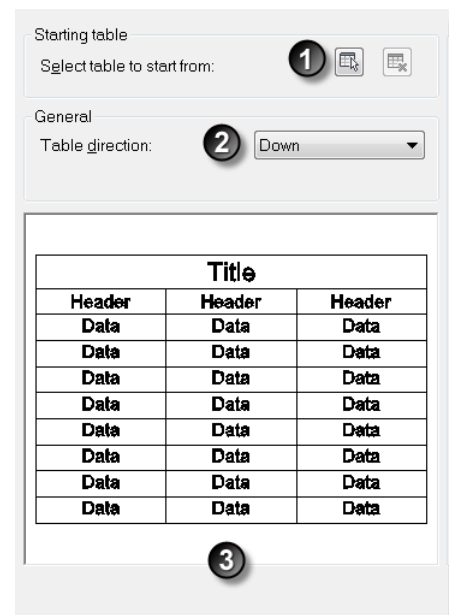 Starting table
Select table to start from:
1
General
Table direction:
2
Down
Title
Header Header Header
Data Data Data
Data Data Data
Data Data Data
Data Data Data
Data Data Data
Data Data Data
Data Data Data
Data Data Data
3